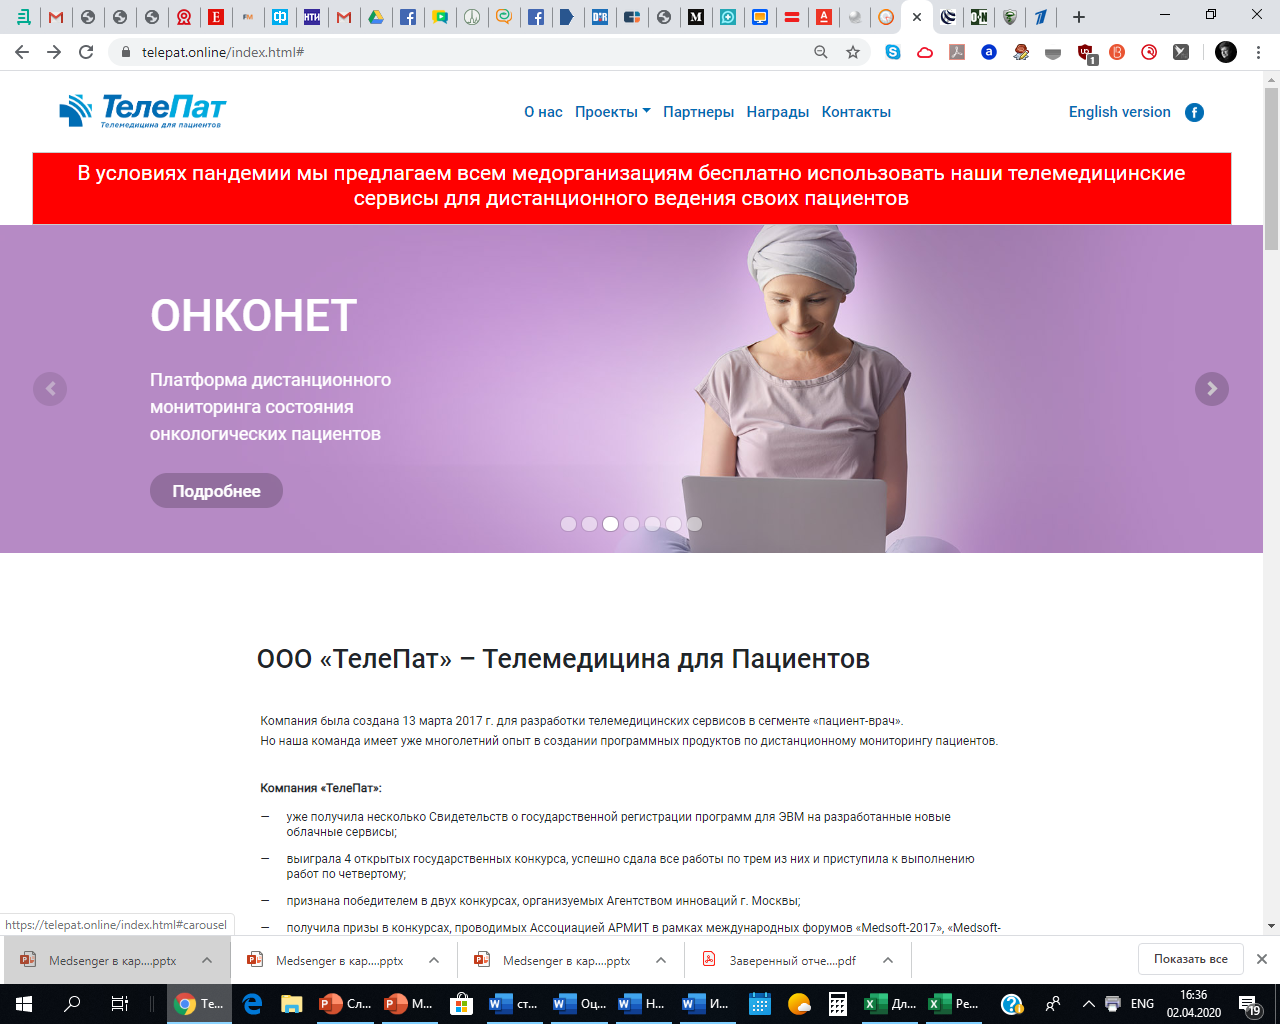 telepat.online/index.html#
ТелеПат
Телемедицина для пациентов
О нас Проекты Партнеры Награды Контакты
English version
В условиях пандемии мы предлагаем всем медорганизациям бесплатно использовать наши телемедицинские
сервисы для дистанционного ведения своих пациентов
ОНКОНЕТ
Платформа дистанционного
мониторинга состояния
онкологических пациентов
Подробнее
ООО «ТелеПат» – Телемедицина для Пациентов
Компания была создана 13 марта 2017 г. для разработки телемедицинских сервисов в сегменте «пациент-врач».
Но наша команда имеет уже многолетний опыт в создании программных продуктов по дистанционному мониторингу пациентов.
Компания «ТелеПат»:
— уже получила несколько Свидетельств о государственной регистрации программ для ЭВМ на разработанные новые
облачные сервисы;
— выиграла 4 открытых государственных конкурса, успешно сдала все работы по трем из них и приступила к выполнению
работ по четвертому;
— признана победителем в двух конкурсах, организуемых Агентством инноваций г. Москвы;
— получила призы в конкурсах, проводимых Ассоциацией АРМИТ в рамках международных форумов «Medsoft-2017», «Medsoft-
https://telepat.online/index.html#carousel
Medsenger в кар....pptx
Medsenger в кар....pptx
Medsenger в кар....pptx
Заверенный отче....pdf
Показать все
Те...
Сл...
М...
ст...
Оц...
Н...
И...
Дл...
Ре...
ENG
16:36
02.04.2020
19